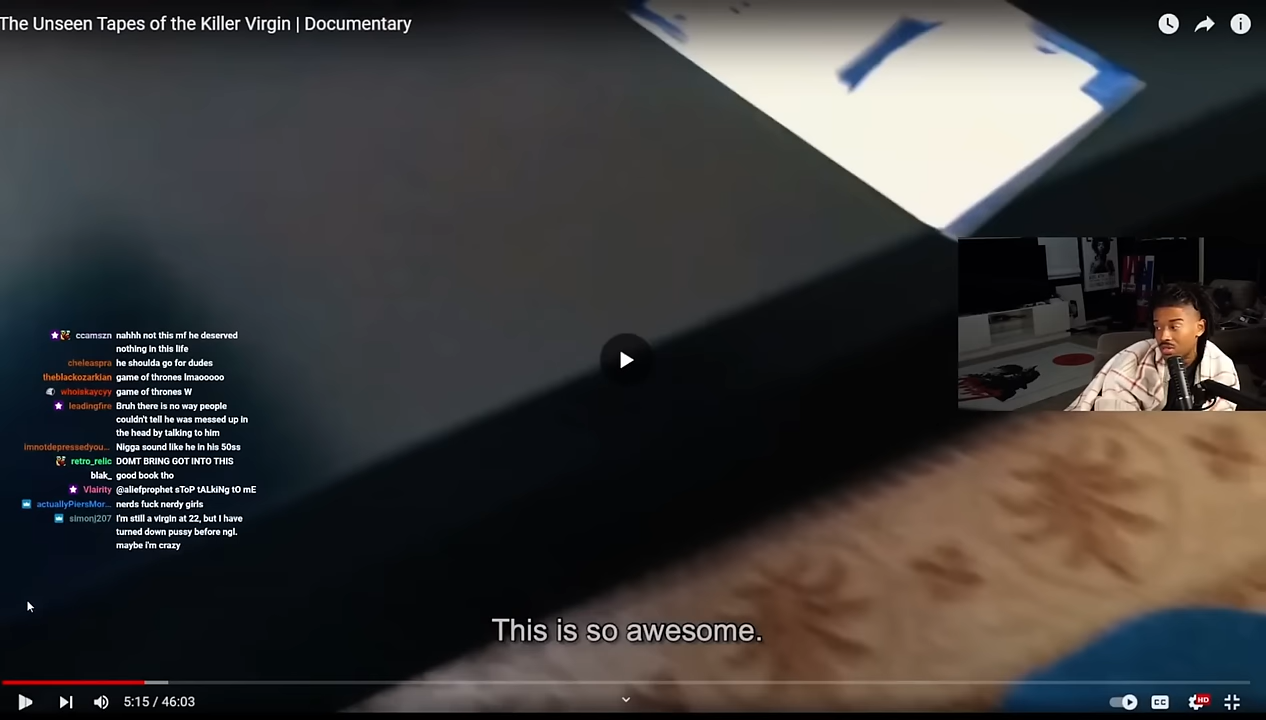 The Unseen Tapes of the Killer Virgin | Documentary
ccamszn nahhh not this mf he deserved
nothing in this life
cheleaspra he shoulda go for dudes
theblackozarkian game of thrones lmaooooo
whoiskaycyy game of thrones W
leadingfire Bruh there is no way people
couldn't tell he was messed up in
the head by talking to him
imnotdepressedyou... Nigga sound like he in his 50ss
retro_relic DOMT BRING GOT INTO THIS
blak_ good book tho
Vlairity @aliefprophet sToP tALkiNg tO mE
actuallyPiersMor... nerds fuck nerdy girls
simonj207 I'm still a virgin at 22, but I have
turned down pussy before ngl.
maybe I'm crazy
This is so awesome.
5:15 / 46:03
CC
HD